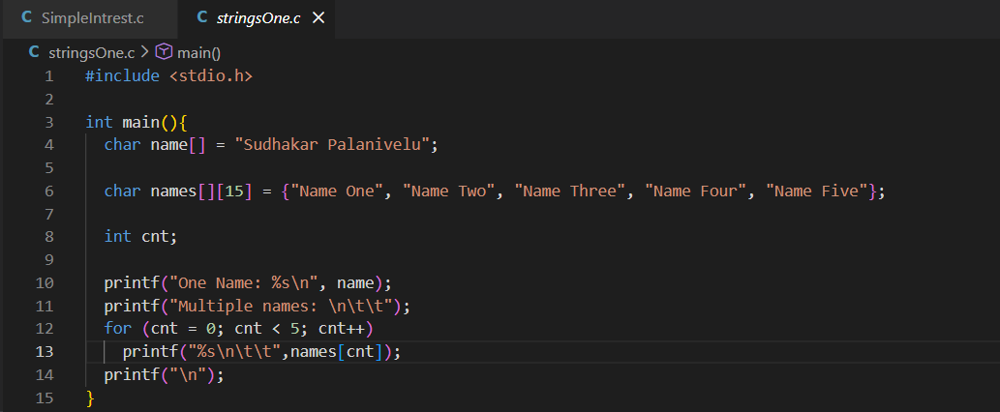 C SimpleIntrest.c C stringsOne.c ×
C stringsOne.c > main()
1 #include <stdio.h>
2
3 int main(){
4 char name[] = "Sudhakar Palanivelu";
5
6 char names[][15] = {"Name One", "Name Two", "Name Three", "Name Four", "Name Five"};
7
8 int cnt;
9
10 printf("One Name: %s\n", name);
11 printf("Multiple names: \n\t\t");
12 for (cnt = 0; cnt < 5; cnt++)
13 printf("%s\n\t\t",names[cnt]);
14 printf("\n");
15 }